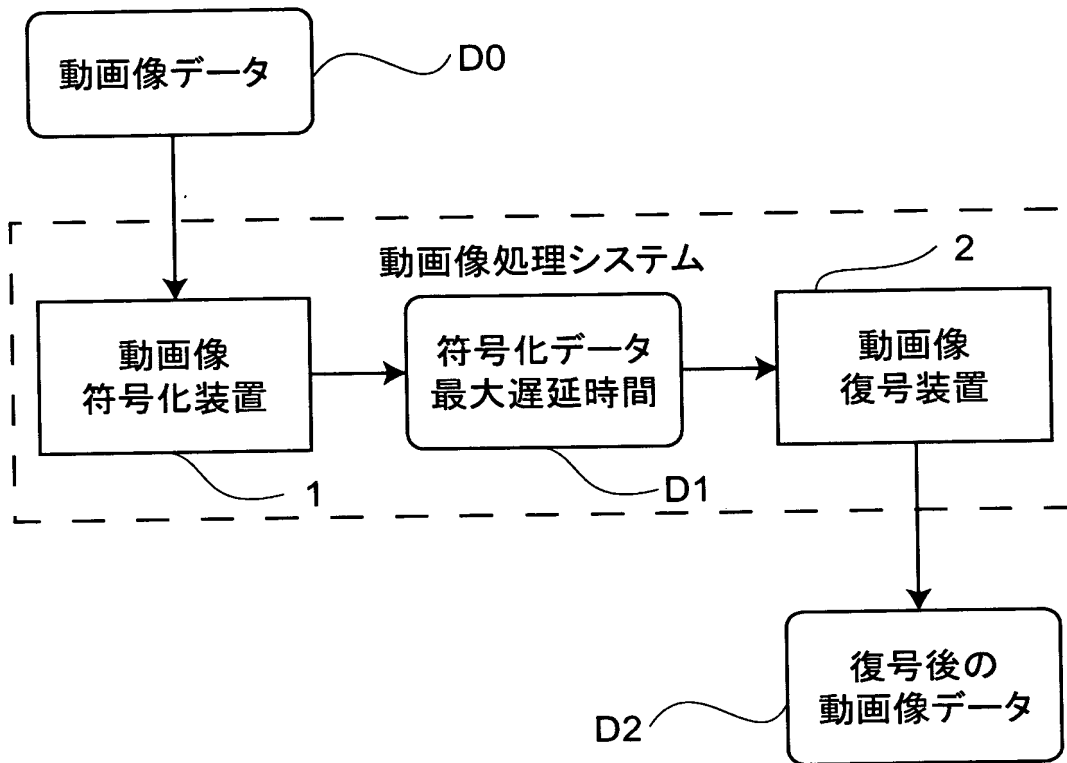 動画像データ
D0
動画像処理システム
2
動画像
符号化装置
符号化データ
最大遅延時間
動画像
復号装置
1
D1
復号後の
動画像データ
D2